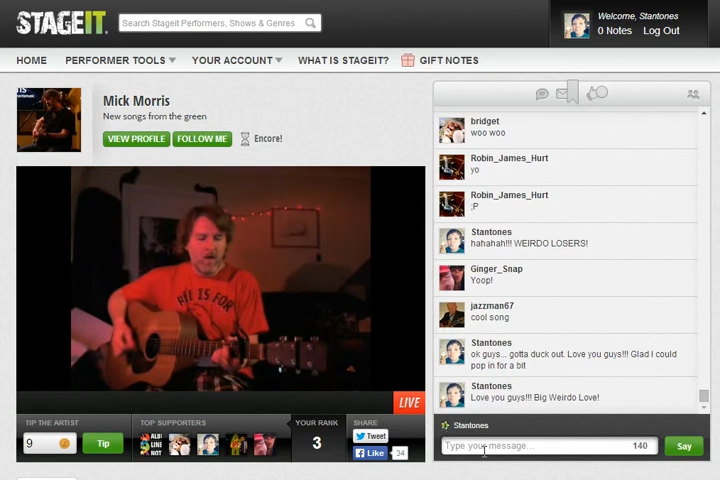 STAGEIT
Search Stageit Performers, Shows & Genres
Welcome, Stantones
0 Notes Log Out
HOME PERFORMER TOOLS YOUR ACCOUNT WHAT IS STAGEIT? GIFT NOTES
Mick Morris
New songs from the green
VIEW PROFILE FOLLOW ME Encore!
LIVE
TIP THE ARTIST
9 Tip
TOP SUPPORTERS
YOUR RANK
3
SHARE
Tweet
Like 34
bridget
woo woo
Robin_James_Hurt
yo
Robin_James_Hurt
;P
Stantones
hahahah!!! WEIRDO LOSERS!
Ginger_Snap
Yoop!
jazzman67
cool song
Stantones
ok guys... gotta duck out. Love you guys!!! Glad I could
pop in for a bit
Stantones
Love you guys!!! Big Weirdo Love!
Stantones
Type your message... 140 Say